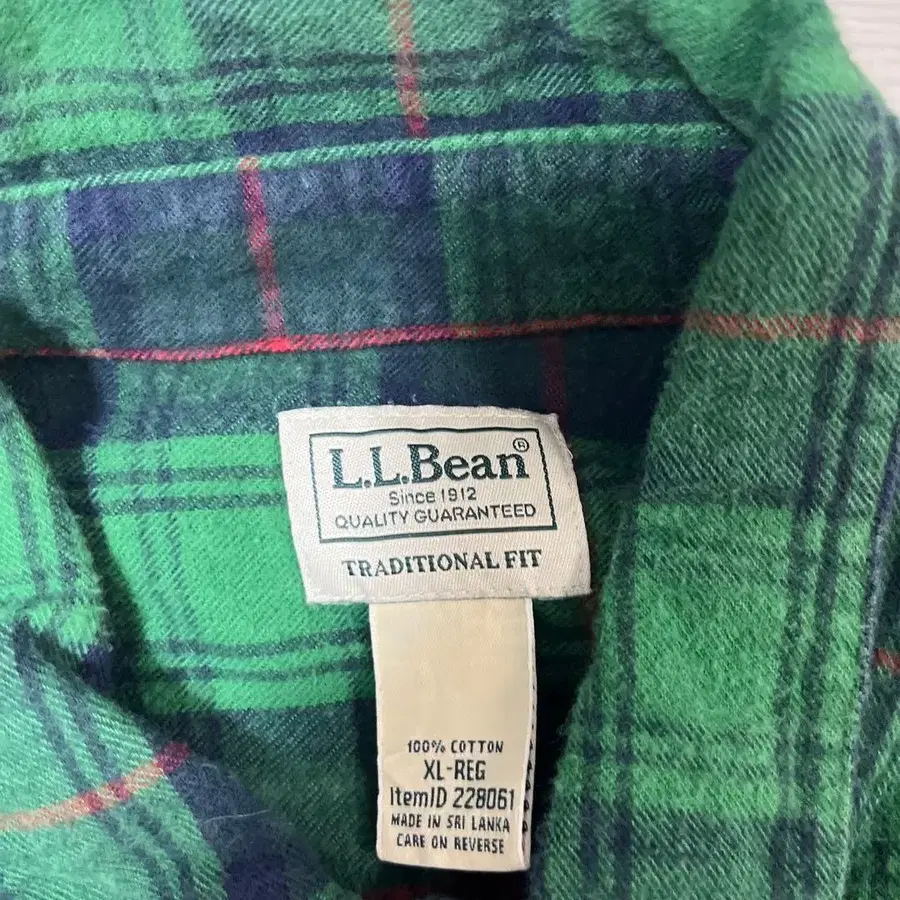 L.L.Bean®
Since 1912
QUALITY GUARANTEED
TRADITIONAL FIT
100% COTTON
XL-REG
ItemID 228061
MADE IN SRI LANKA
CARE ON REVERSE